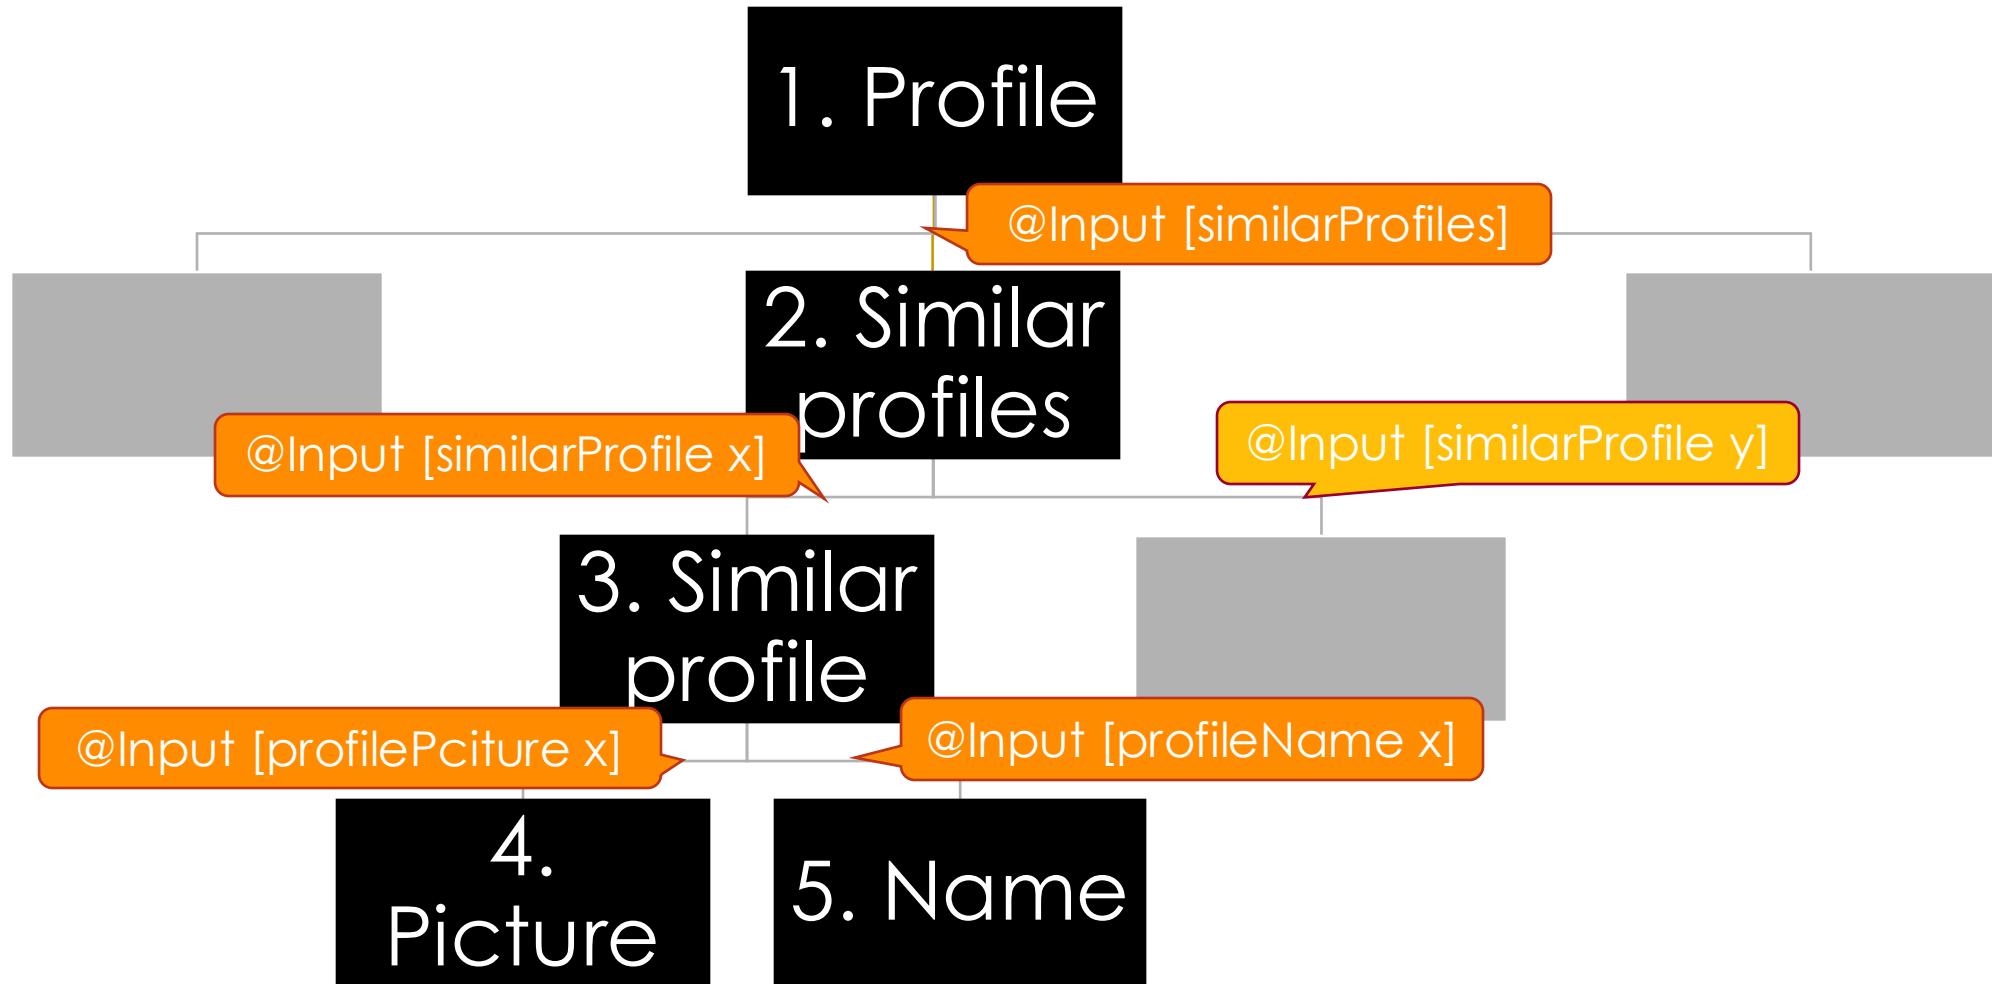 1. Profile
@Input [similarProfiles]
2. Similar
profiles
@Input [similarProfile x]
@Input [similarProfile y]
3. Similar
profile
@Input [profilePciture x]
@Input [profileName x]
4.
Picture
5. Name